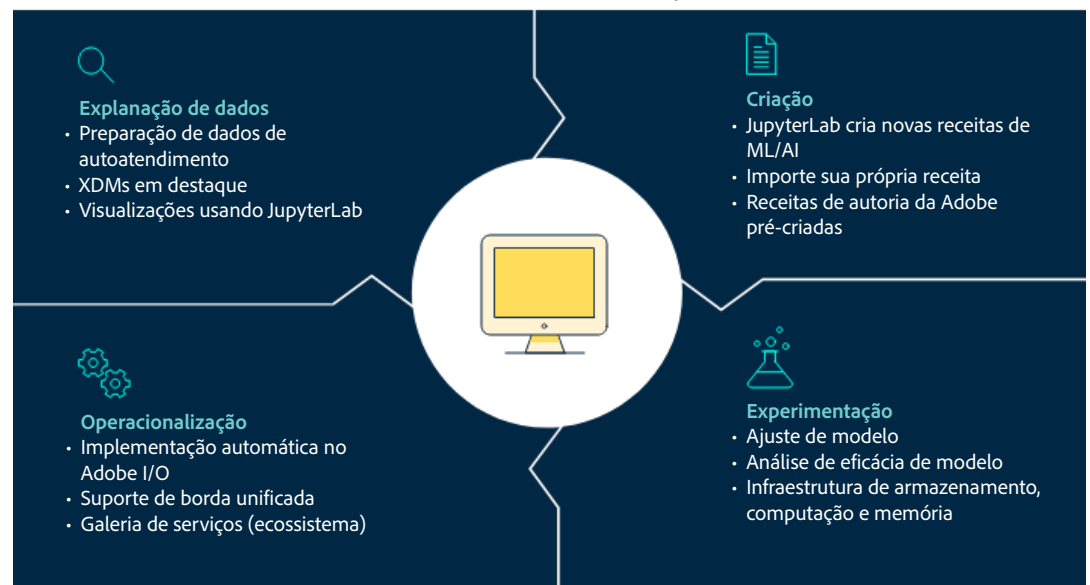 Explanação de dados
• Preparação de dados de
autoatendimento
• XDMs em destaque
• Visualizações usando JupyterLab
Criação
• JupyterLab cria novas receitas de
ML/AI
• Importe sua própria receita
• Receitas de autoria da Adobe
pré-criadas
Operacionalização
• Implementação automática no
Adobe I/O
• Suporte de borda unificada
• Galeria de serviços (ecossistema)
Experimentação
• Ajuste de modelo
• Análise de eficácia de modelo
• Infraestrutura de armazenamento,
computação e memória